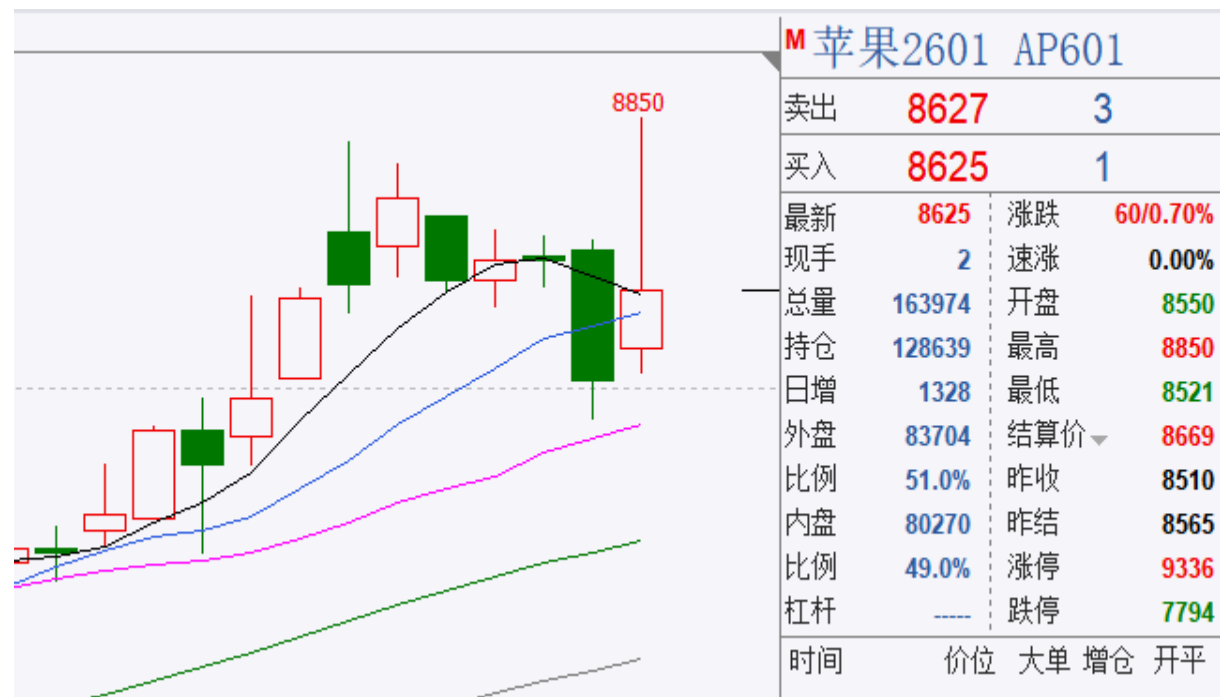 8850
M 苹果2601 AP601
卖出 8627 3
买入 8625 1
最新 8625 涨跌 60/0.70%
现手 2 速涨 0.00%
总量 163974 开盘 8550
持仓 128639 最高 8850
日增 1328 最低 8521
外盘 83704 结算价 8669
比例 51.0% 昨收 8510
内盘 80270 昨结 8565
比例 49.0% 涨停 9336
杠杆 ----- 跌停 7794
时间 价位 大单 增仓 开平